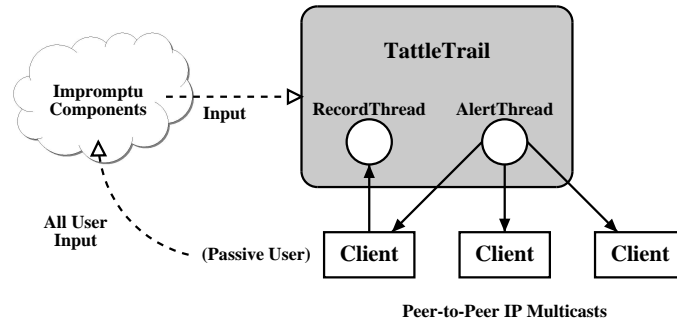 TattleTrail
Impromptu
Components
Input
RecordThread
AlertThread
All User
Input
(Passive User)
Client
Client
Client
Peer-to-Peer IP Multicasts